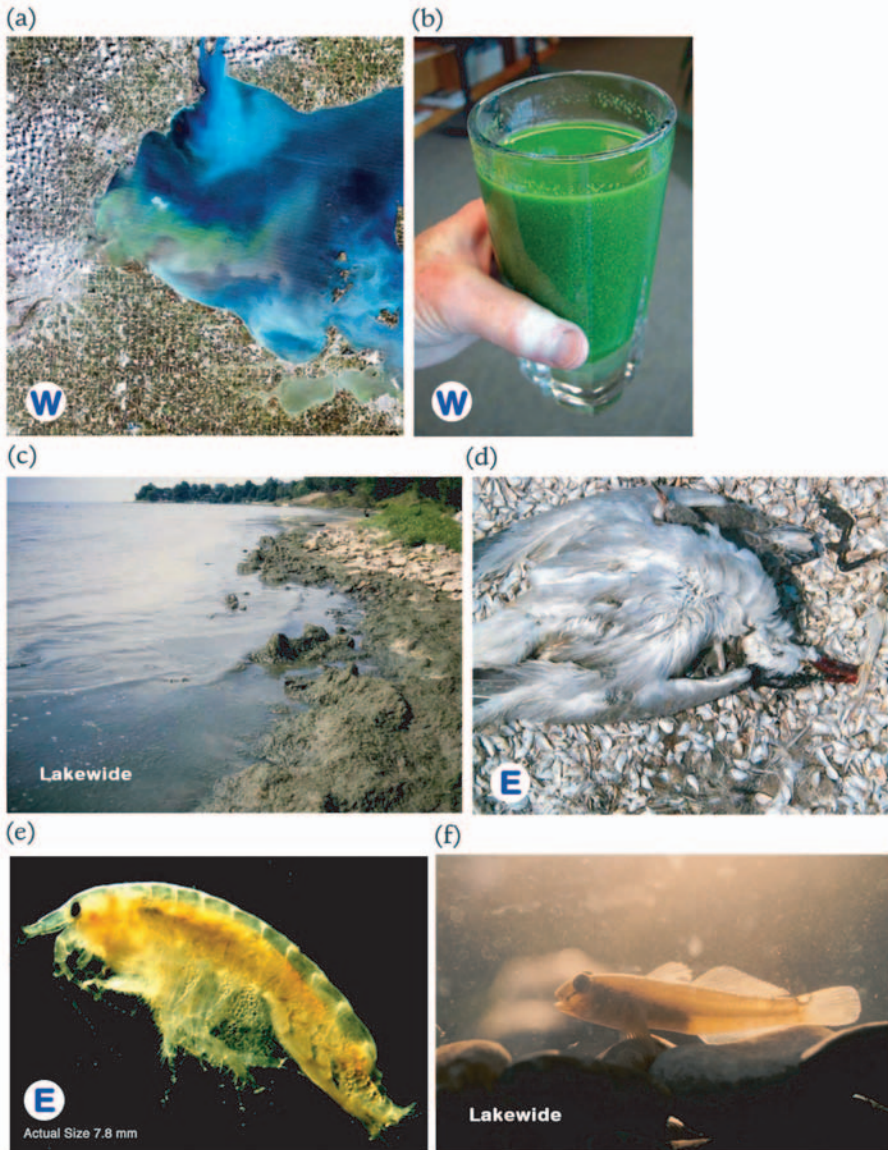 (a)
(b)
W
W
(c)
(d)
Lakewide
E
(e)
(f)
E
Actual Size 7.8 mm
Lakewide